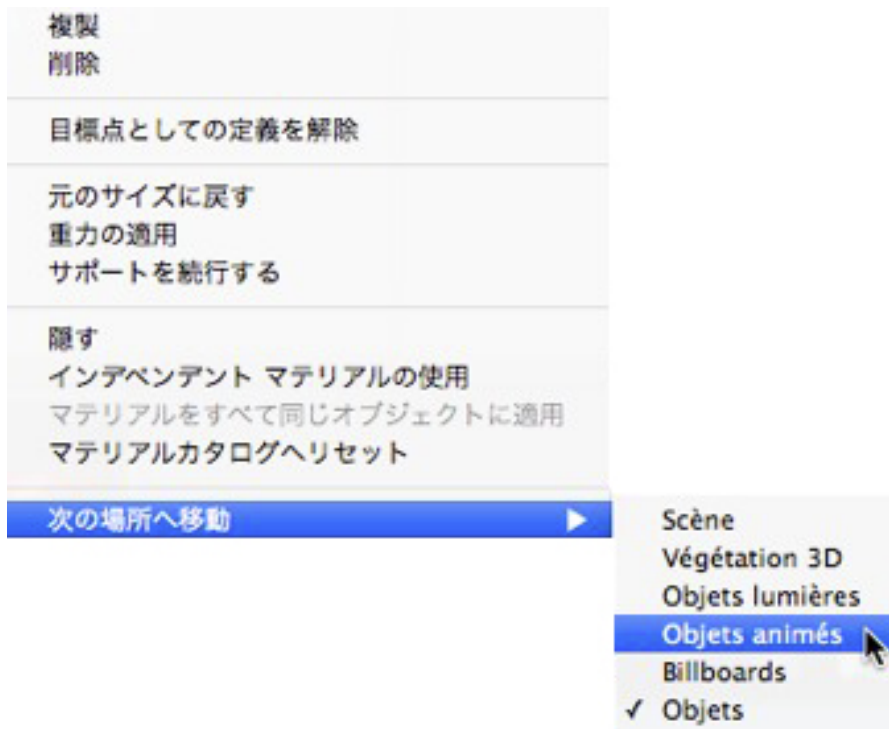 複製
削除
目標点としての定義を解除
元のサイズに戻す
重力の適用
サポートを続行する
隠す
インデペンデント マテリアルの使用
マテリアルをすべて同じオブジェクトに適用
マテリアルカタログへリセット
次の場所へ移動
Scène
Végétation 3D
Objets lumières
Objets animés
Billboards
✓ Objets